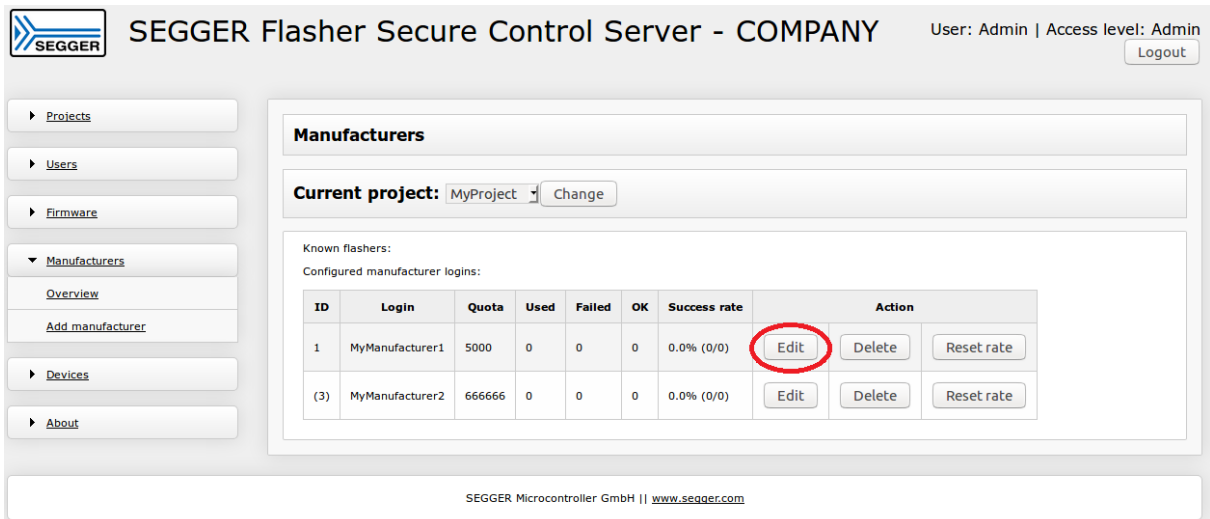 SEGGER
SEGGER Flasher Secure Control Server - COMPANY
User: Admin | Access level: Admin
Logout
Projects
Users
Firmware
Manufacturers
Overview
Add manufacturer
Devices
About
Manufacturers
Current project: MyProject Change
Known flashers:
Configured manufacturer logins:
ID Login Quota Used Failed OK Success rate Action
1 MyManufacturer1 5000 0 0 0 0.0% (0/0) Edit Delete Reset rate
(3) MyManufacturer2 666666 0 0 0 0.0% (0/0) Edit Delete Reset rate
SEGGER Microcontroller GmbH || www.segger.com